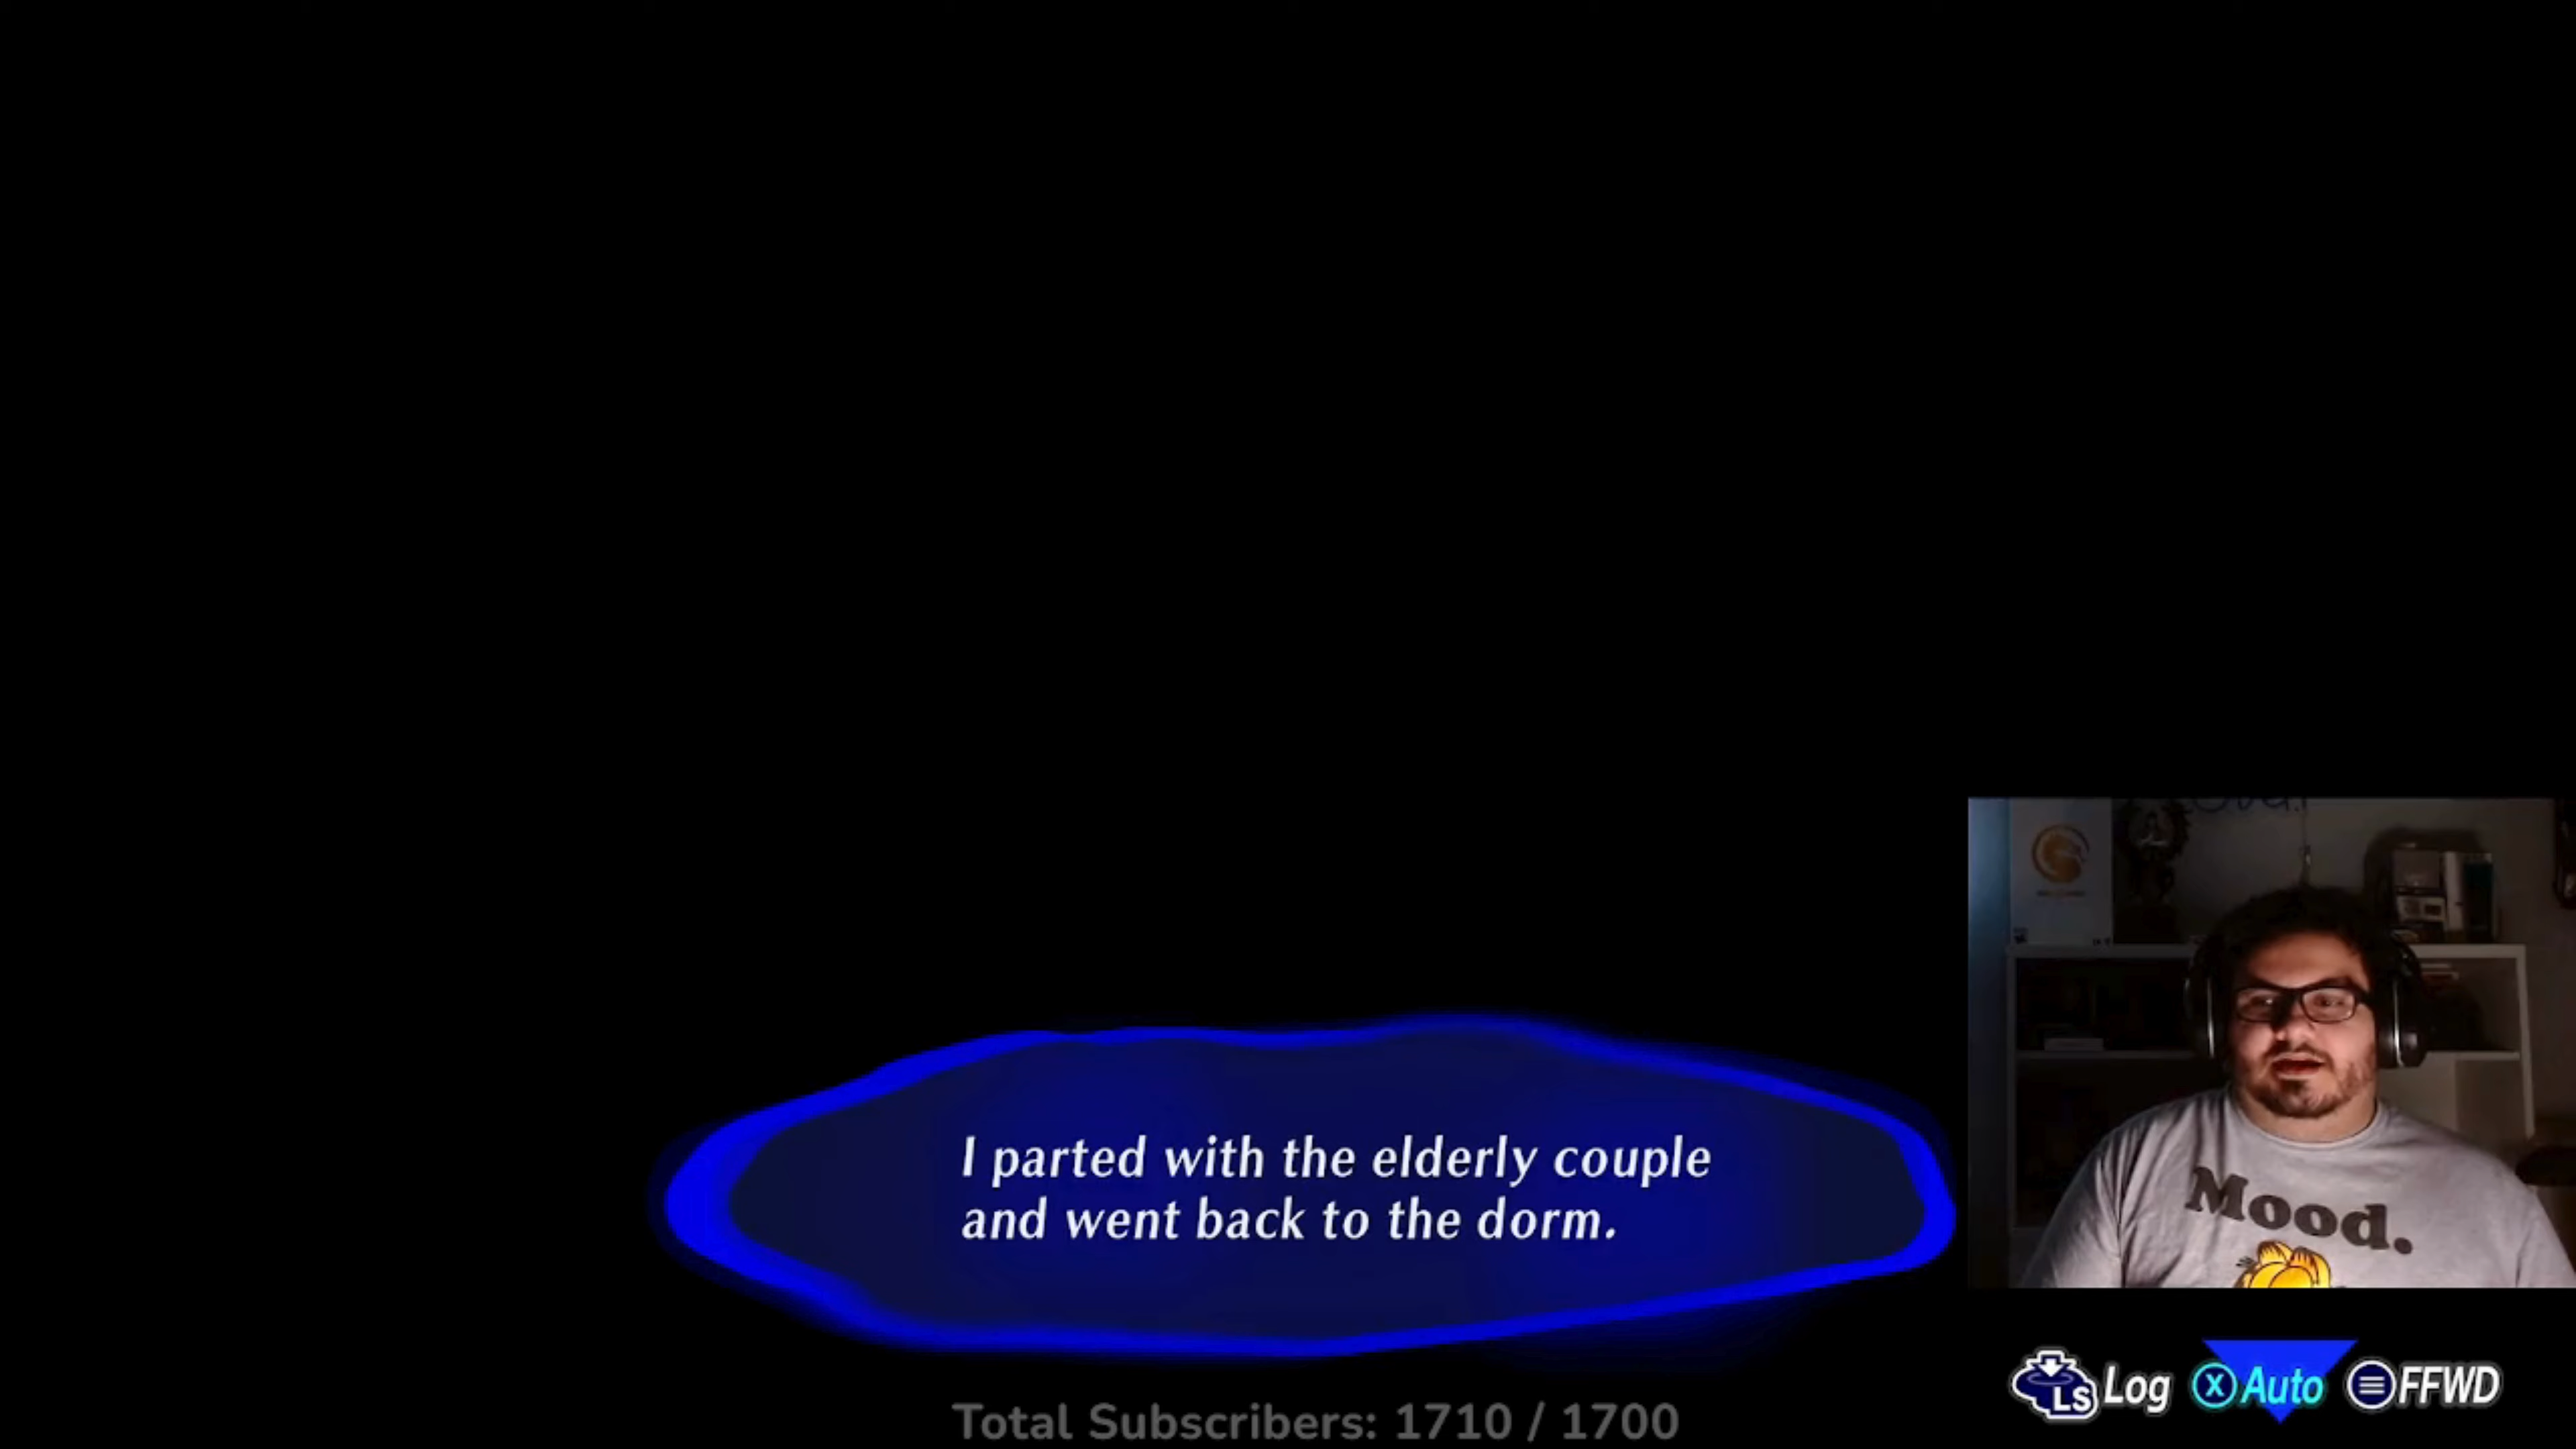 I parted with the elderly couple
and went back to the dorm.
Mood.
LS Log X Auto FFWD
Total Subscribers: 1710 / 1700